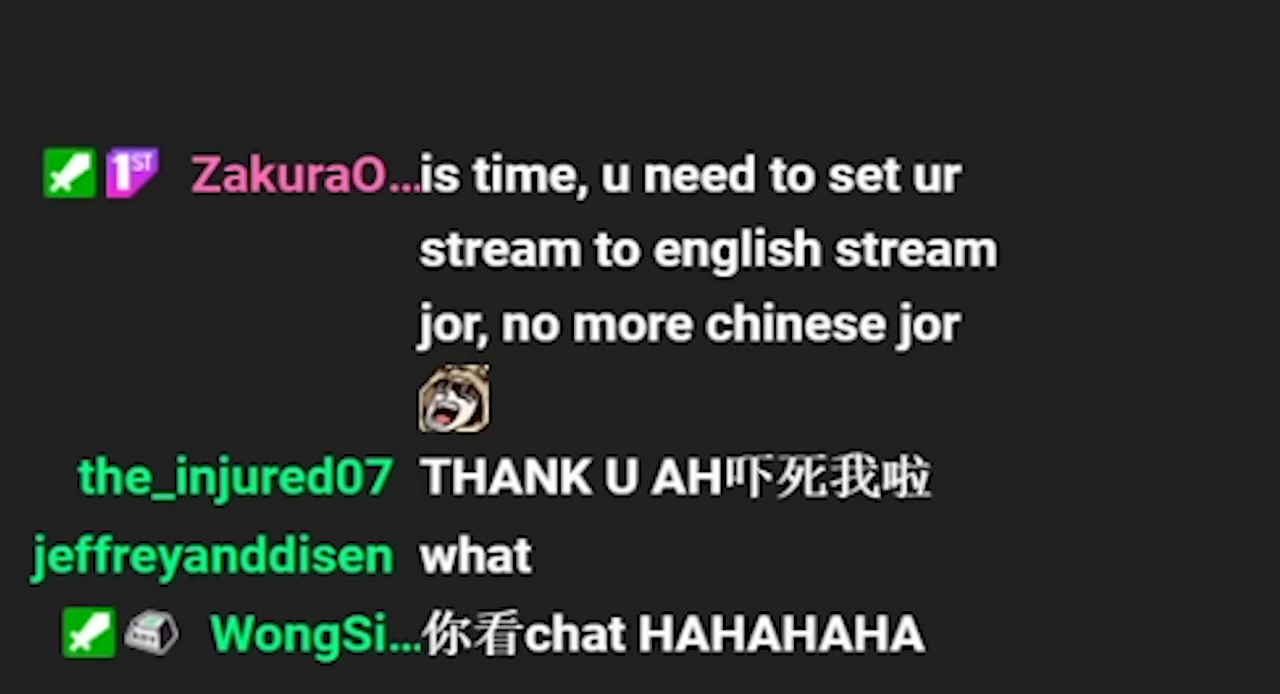 1ST ZakuraO...is time, u need to set ur
stream to english stream
jor, no more chinese jor
the_injured07 THANK U AH吓死我啦
jeffreyanddisen what
WongSi...你看chat HAHAHAHA